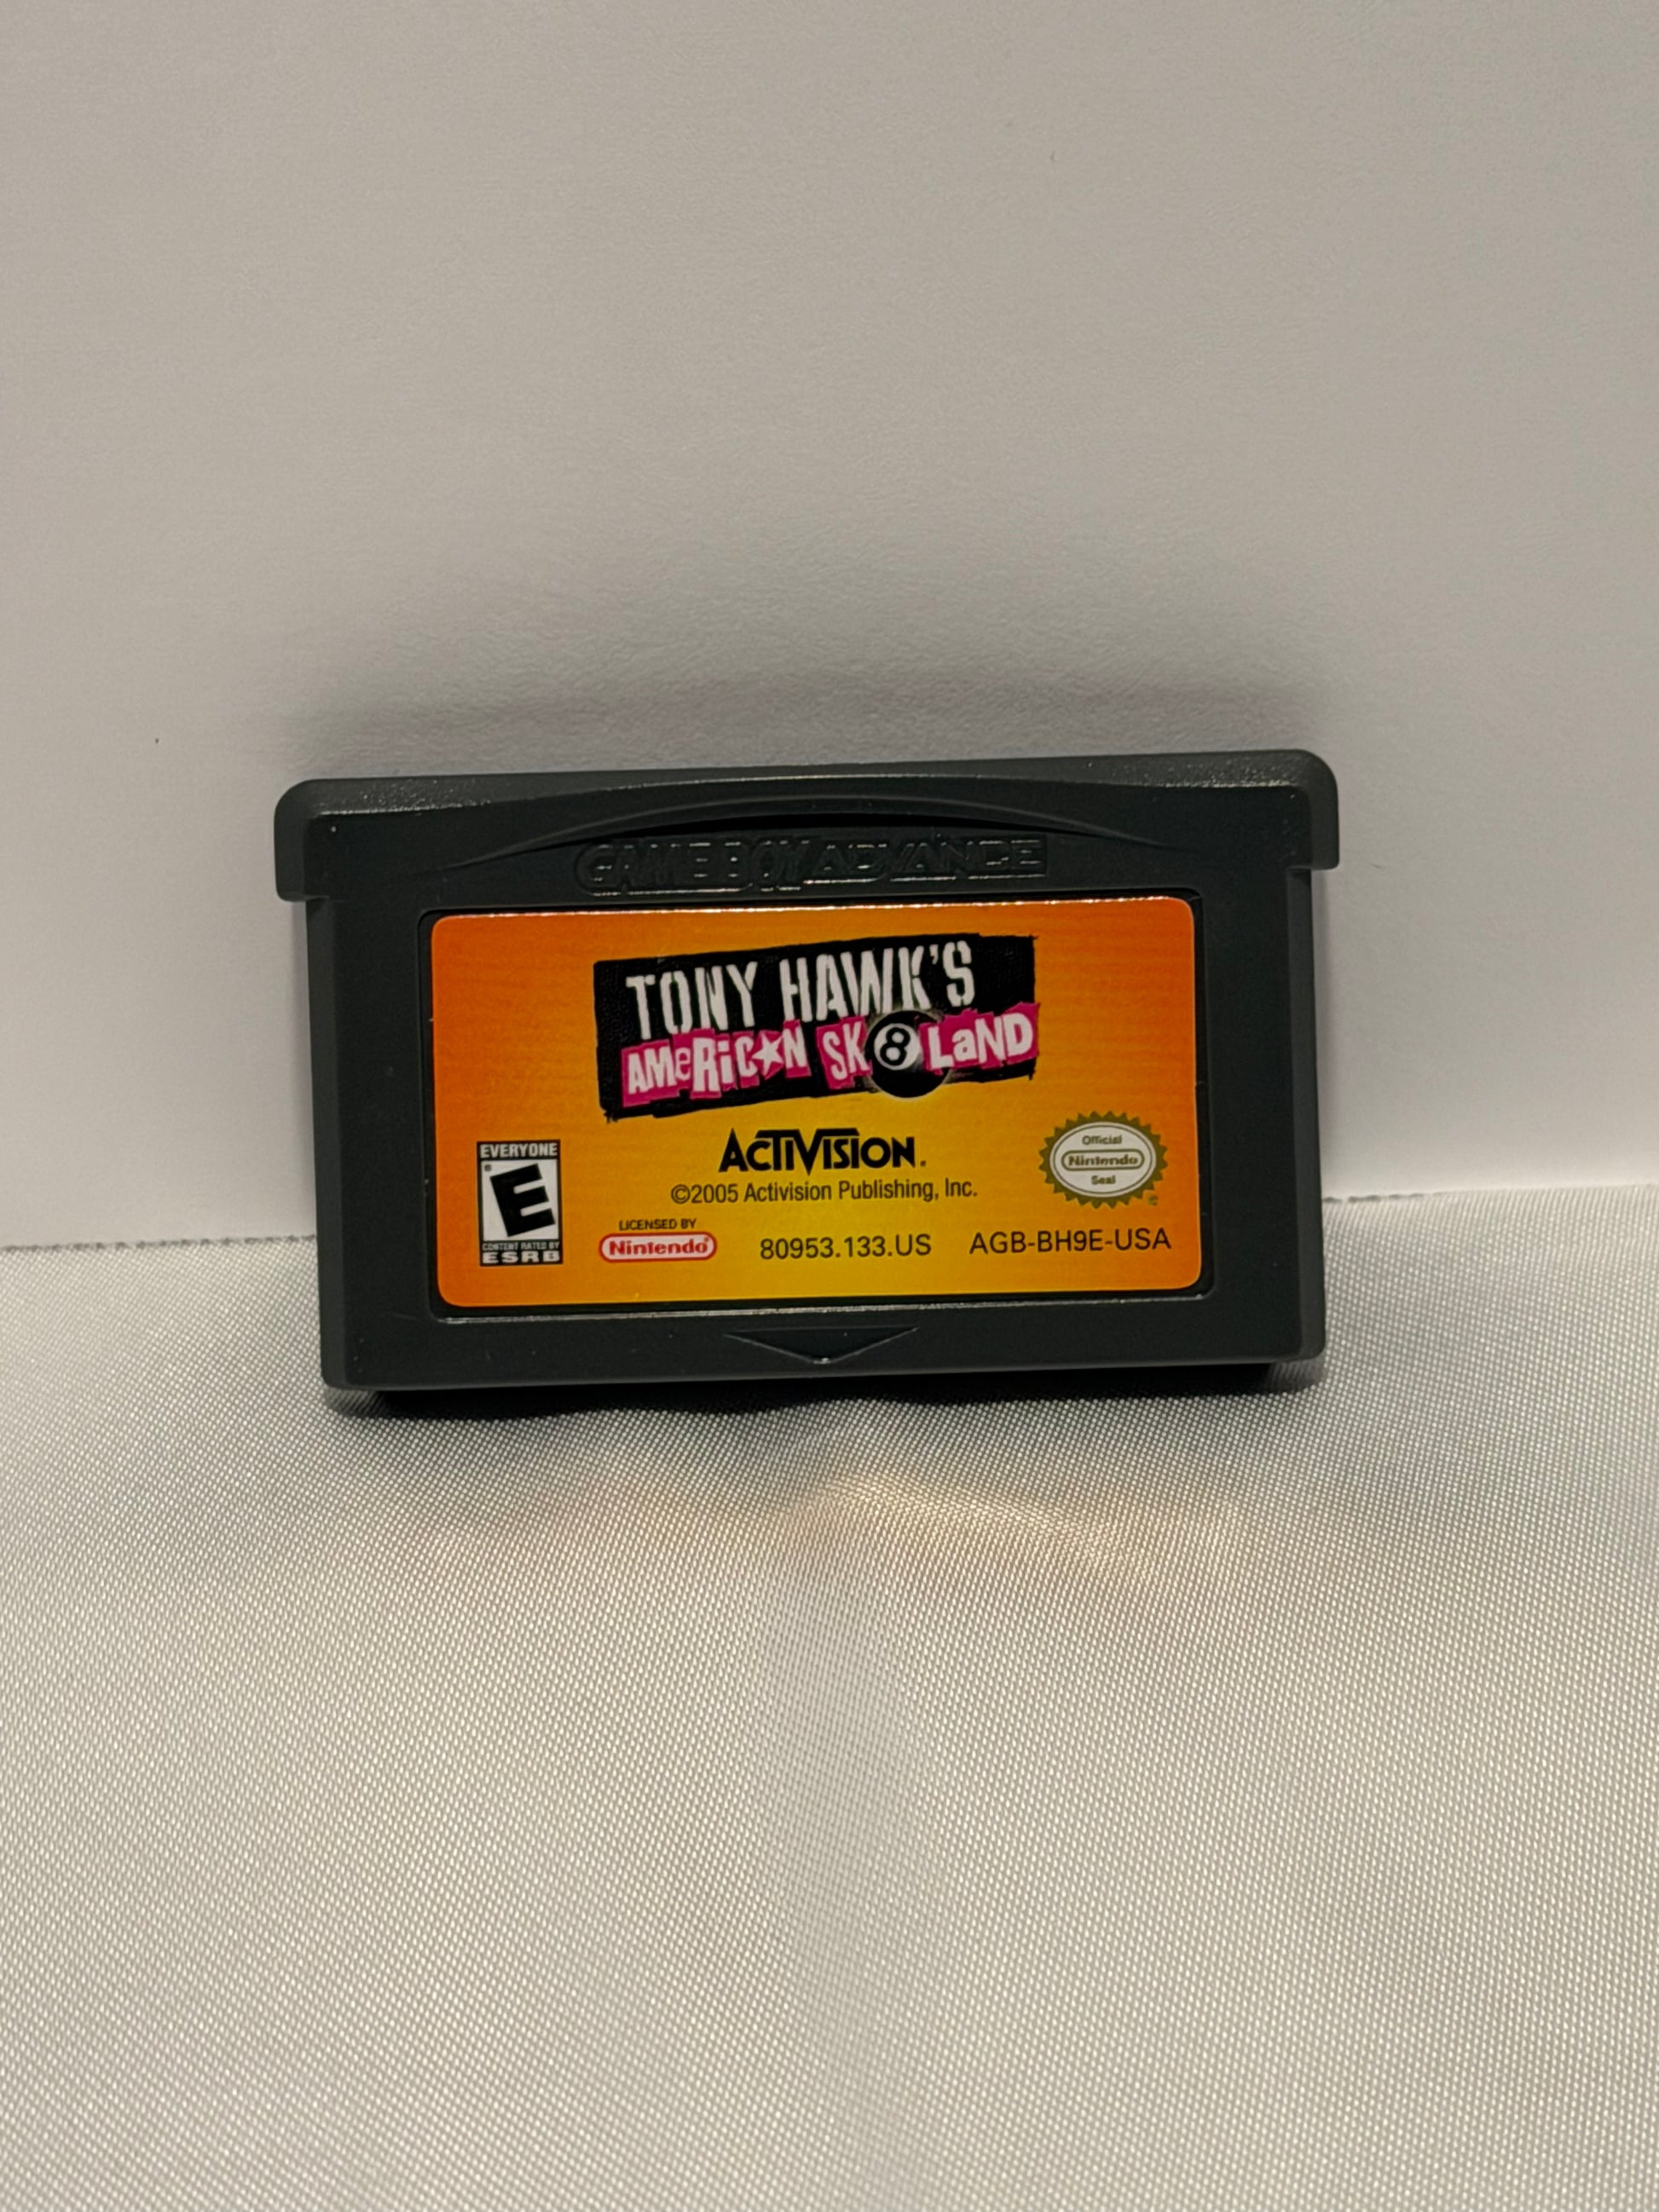 GAME BOY ADVANCE
TONY HAWK'S
AMeRiC★N SK8LaND
ACTIVISION.
©2005 Activision Publishing, Inc.
EVERYONE
E
CONTENT RATED BY
ESRB
LICENSED BY
Nintendo®
80953.133.US
AGB-BH9E-USA
Official
Nintendo
Seal